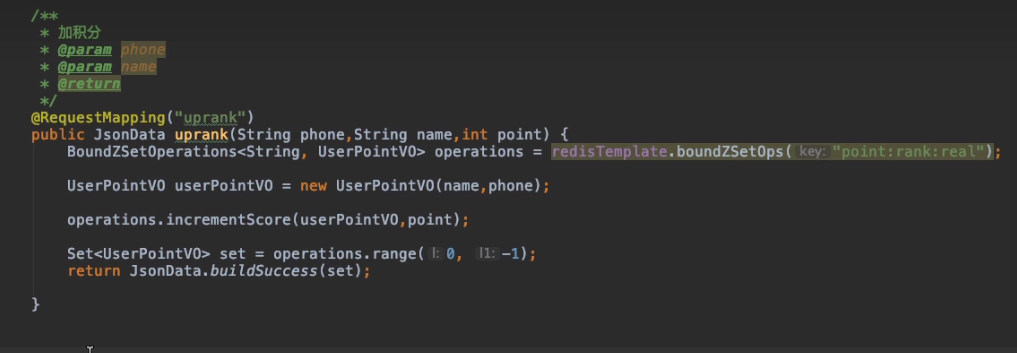 /**
* 加积分
* @param phone
* @param name
* @return
*/
@RequestMapping("uprank")
public JsonData uprank(String phone,String name,int point) {
BoundZSetOperations<String, UserPointVO> operations = redisTemplate.boundZSetOps( key: "point:rank:real");
UserPointVO userPointVO = new UserPointVO(name,phone);
operations.incrementScore(userPointVO,point);
Set<UserPointVO> set = operations.range( l: 0, l1: -1);
return JsonData.buildSuccess(set);
}